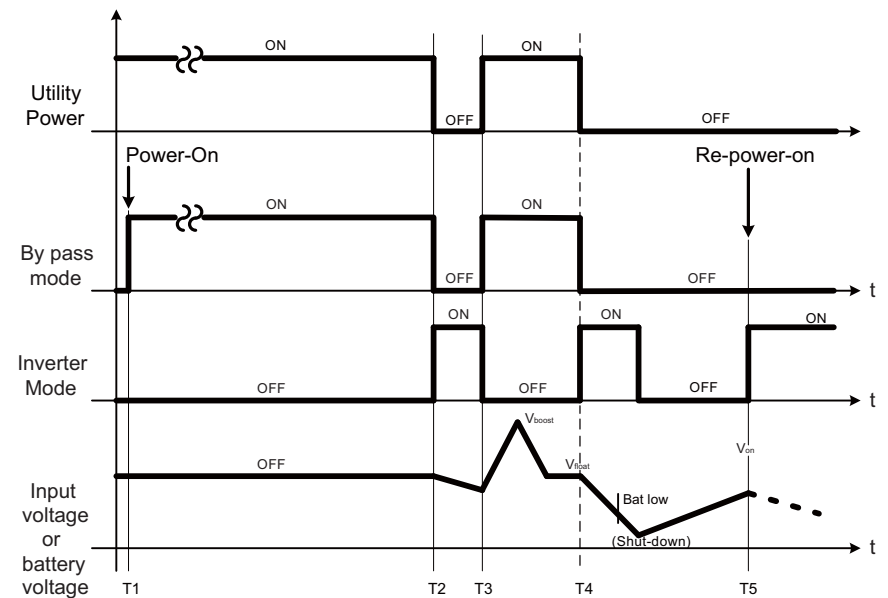 ON
ON
Utility
Power
OFF
OFF
Power-On
Re-power-on
ON
ON
By pass
mode
OFF
OFF
t
ON
ON
ON
Inverter
Mode
OFF
OFF
OFF
t
Vboost
Von
OFF
Vfloat
Input
voltage
or
battery
voltage
Bat low
(Shut-down)
t
T1
T2
T3
T4
T5